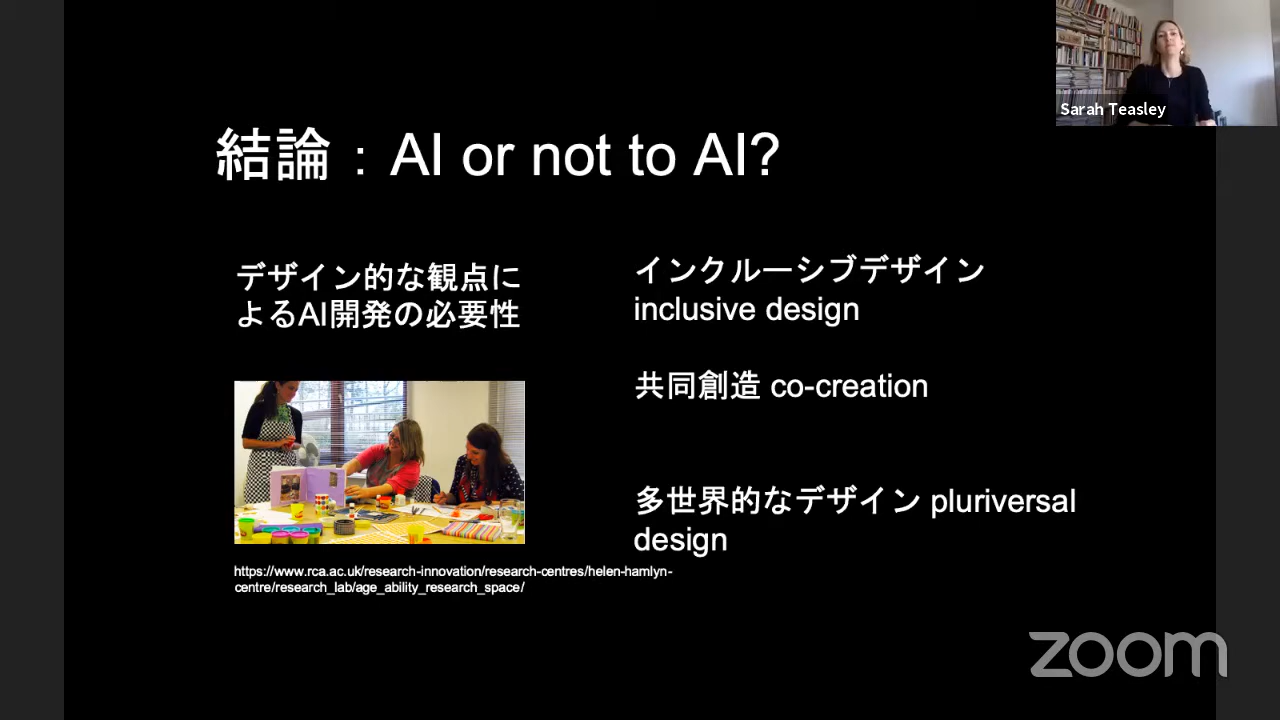 Sarah Teasley
結論：AI or not to AI?
デザイン的な観点に
よるAI開発の必要性
https://www.rca.ac.uk/research-innovation/research-centres/helen-hamlyn-
centre/research_lab/age_ability_research_space/
インクルーシブデザイン
inclusive design
共同創造 co-creation
多世界的なデザイン pluriversal
design
zoom